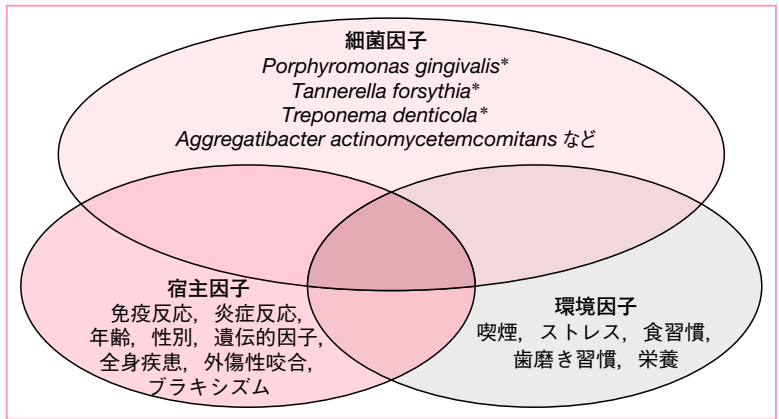 細菌因子
Porphyromonas gingivalis*
Tannerella forsythia*
Treponema denticola*
Aggregatibacter actinomycetemcomitans など
宿主因子
免疫反応，炎症反応，
年齢，性別，遺伝的因子，
全身疾患，外傷性咬合，
ブラキシズム
環境因子
喫煙，ストレス，食習慣，
歯磨き習慣，栄養